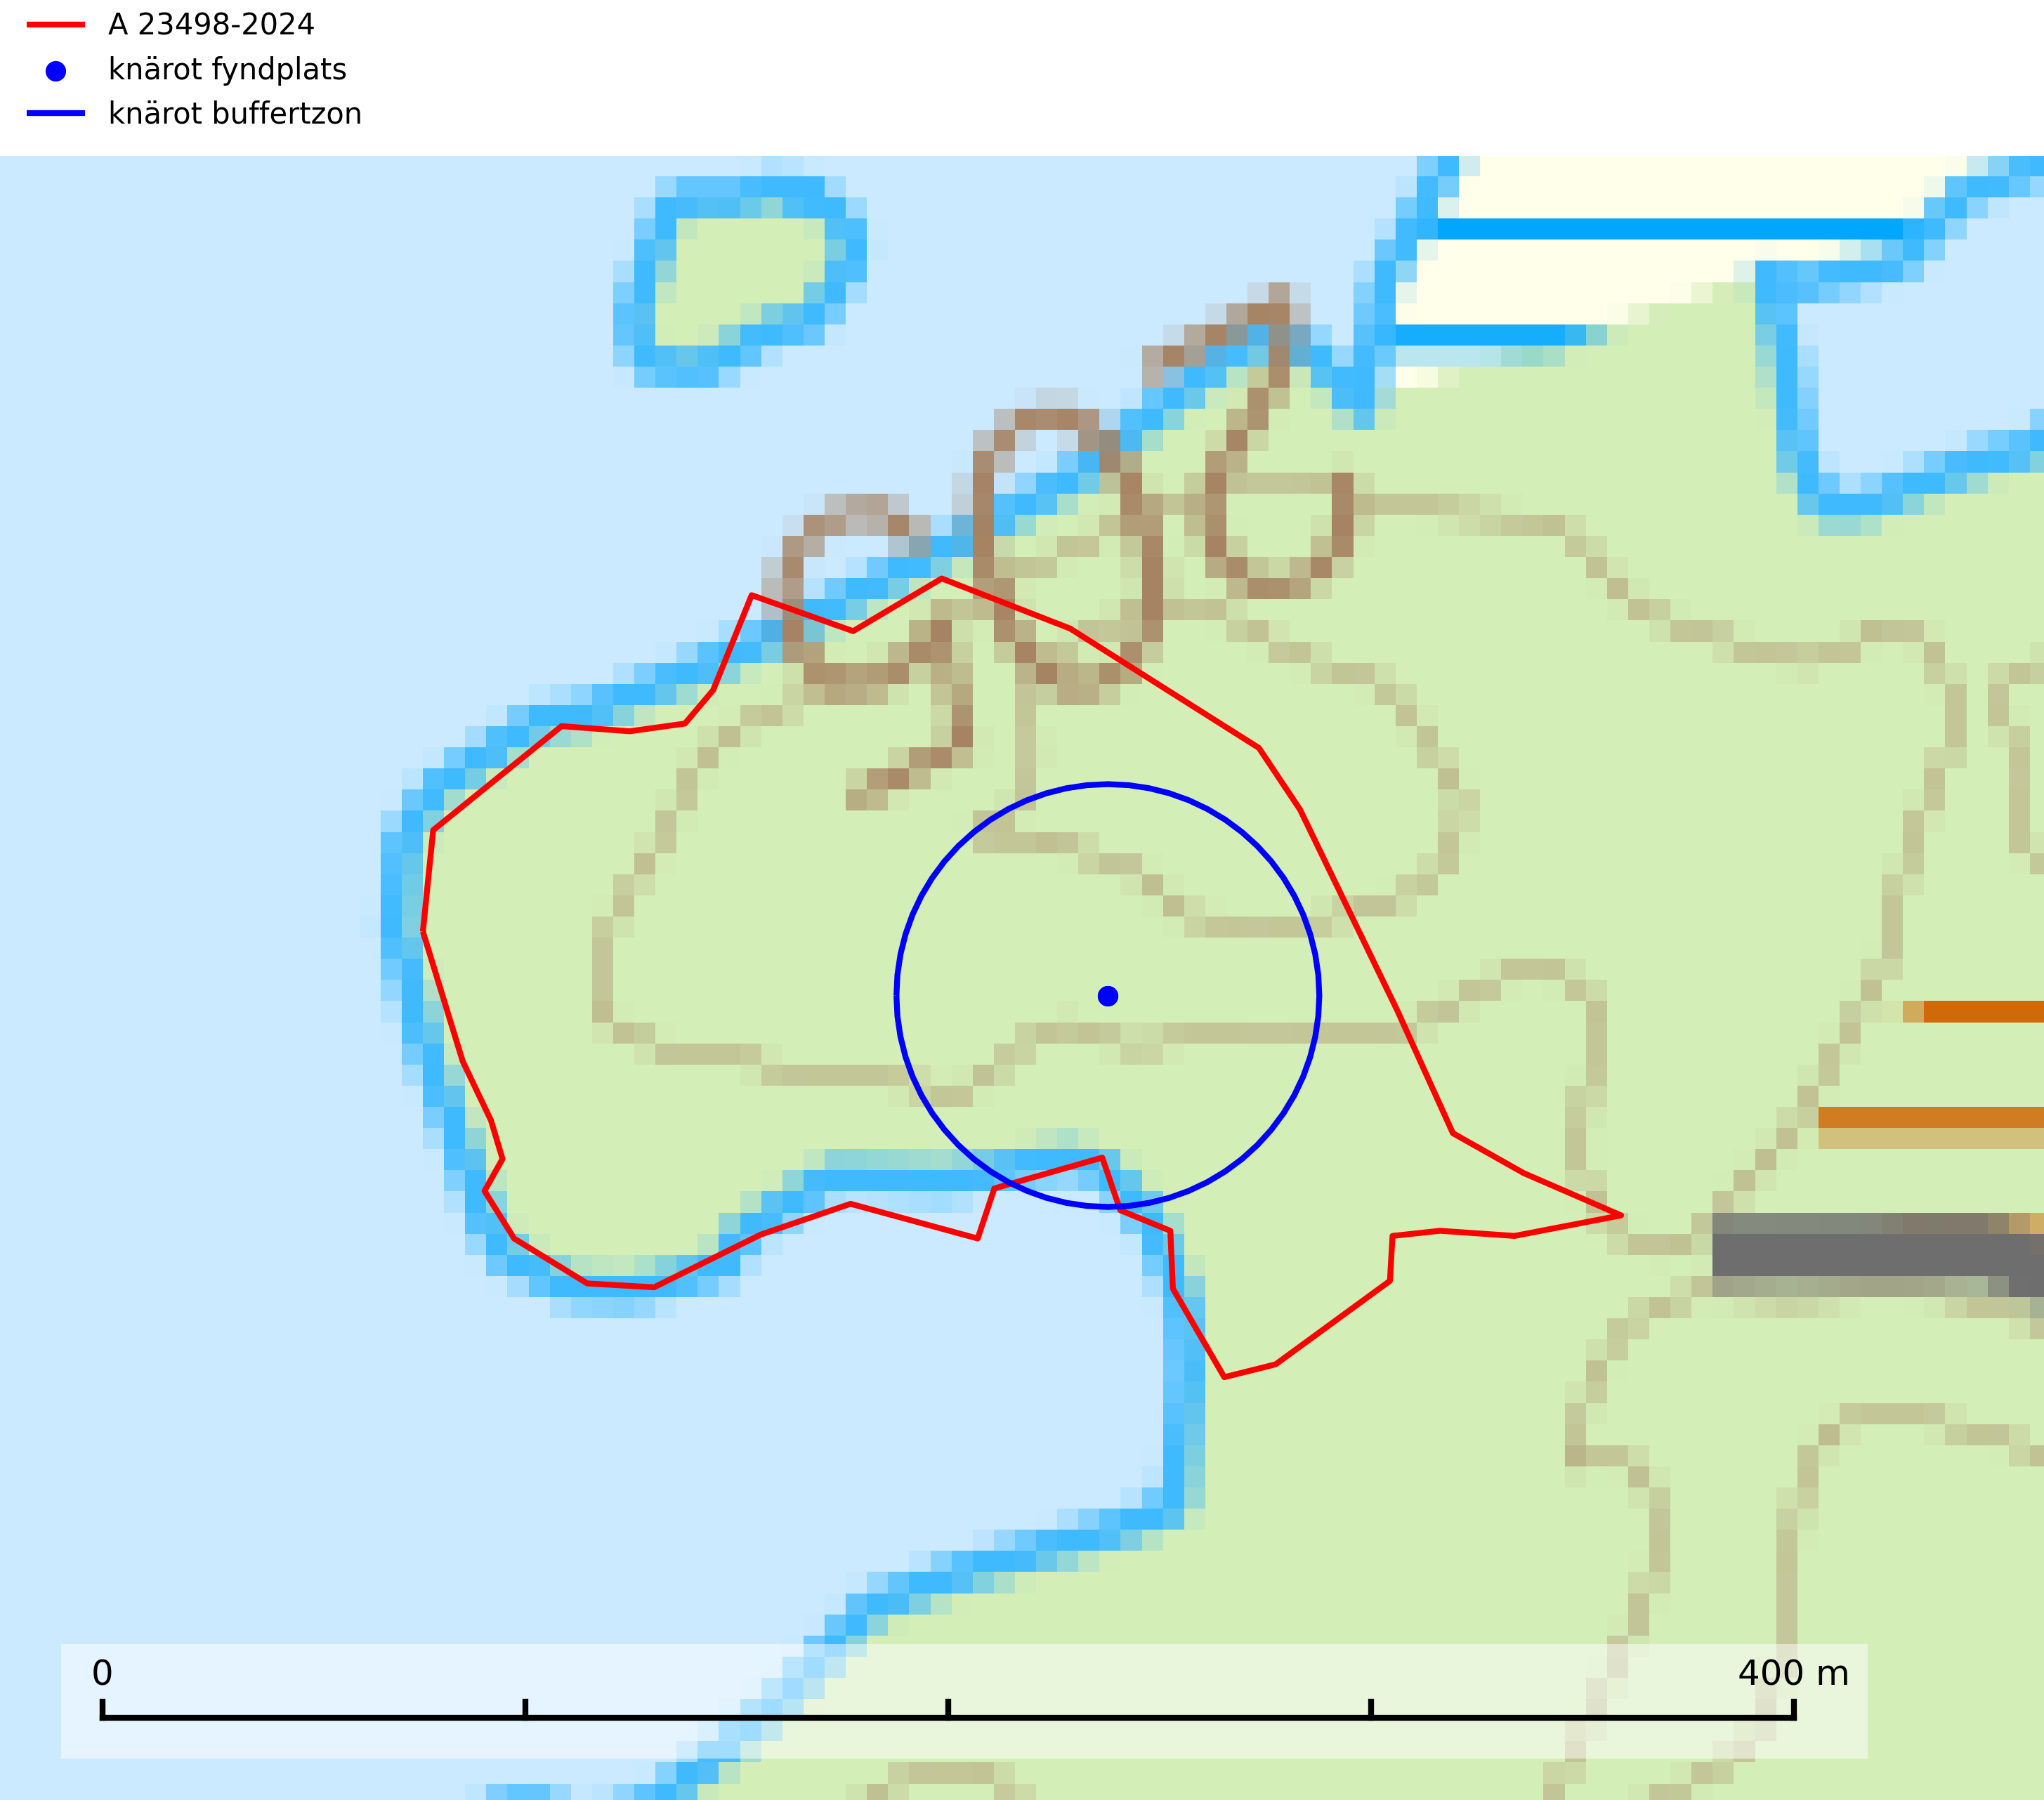 A 23498-2024
knärot fyndplats
knärot buffertzon
0 400 m